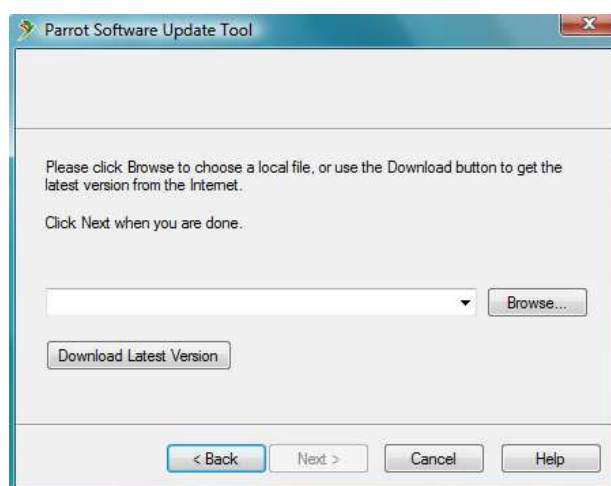 Parrot Software Update Tool
Please click Browse to choose a local file, or use the Download button to get the
latest version from the Internet.
Click Next when you are done.
Browse...
Download Latest Version
< Back Next > Cancel Help